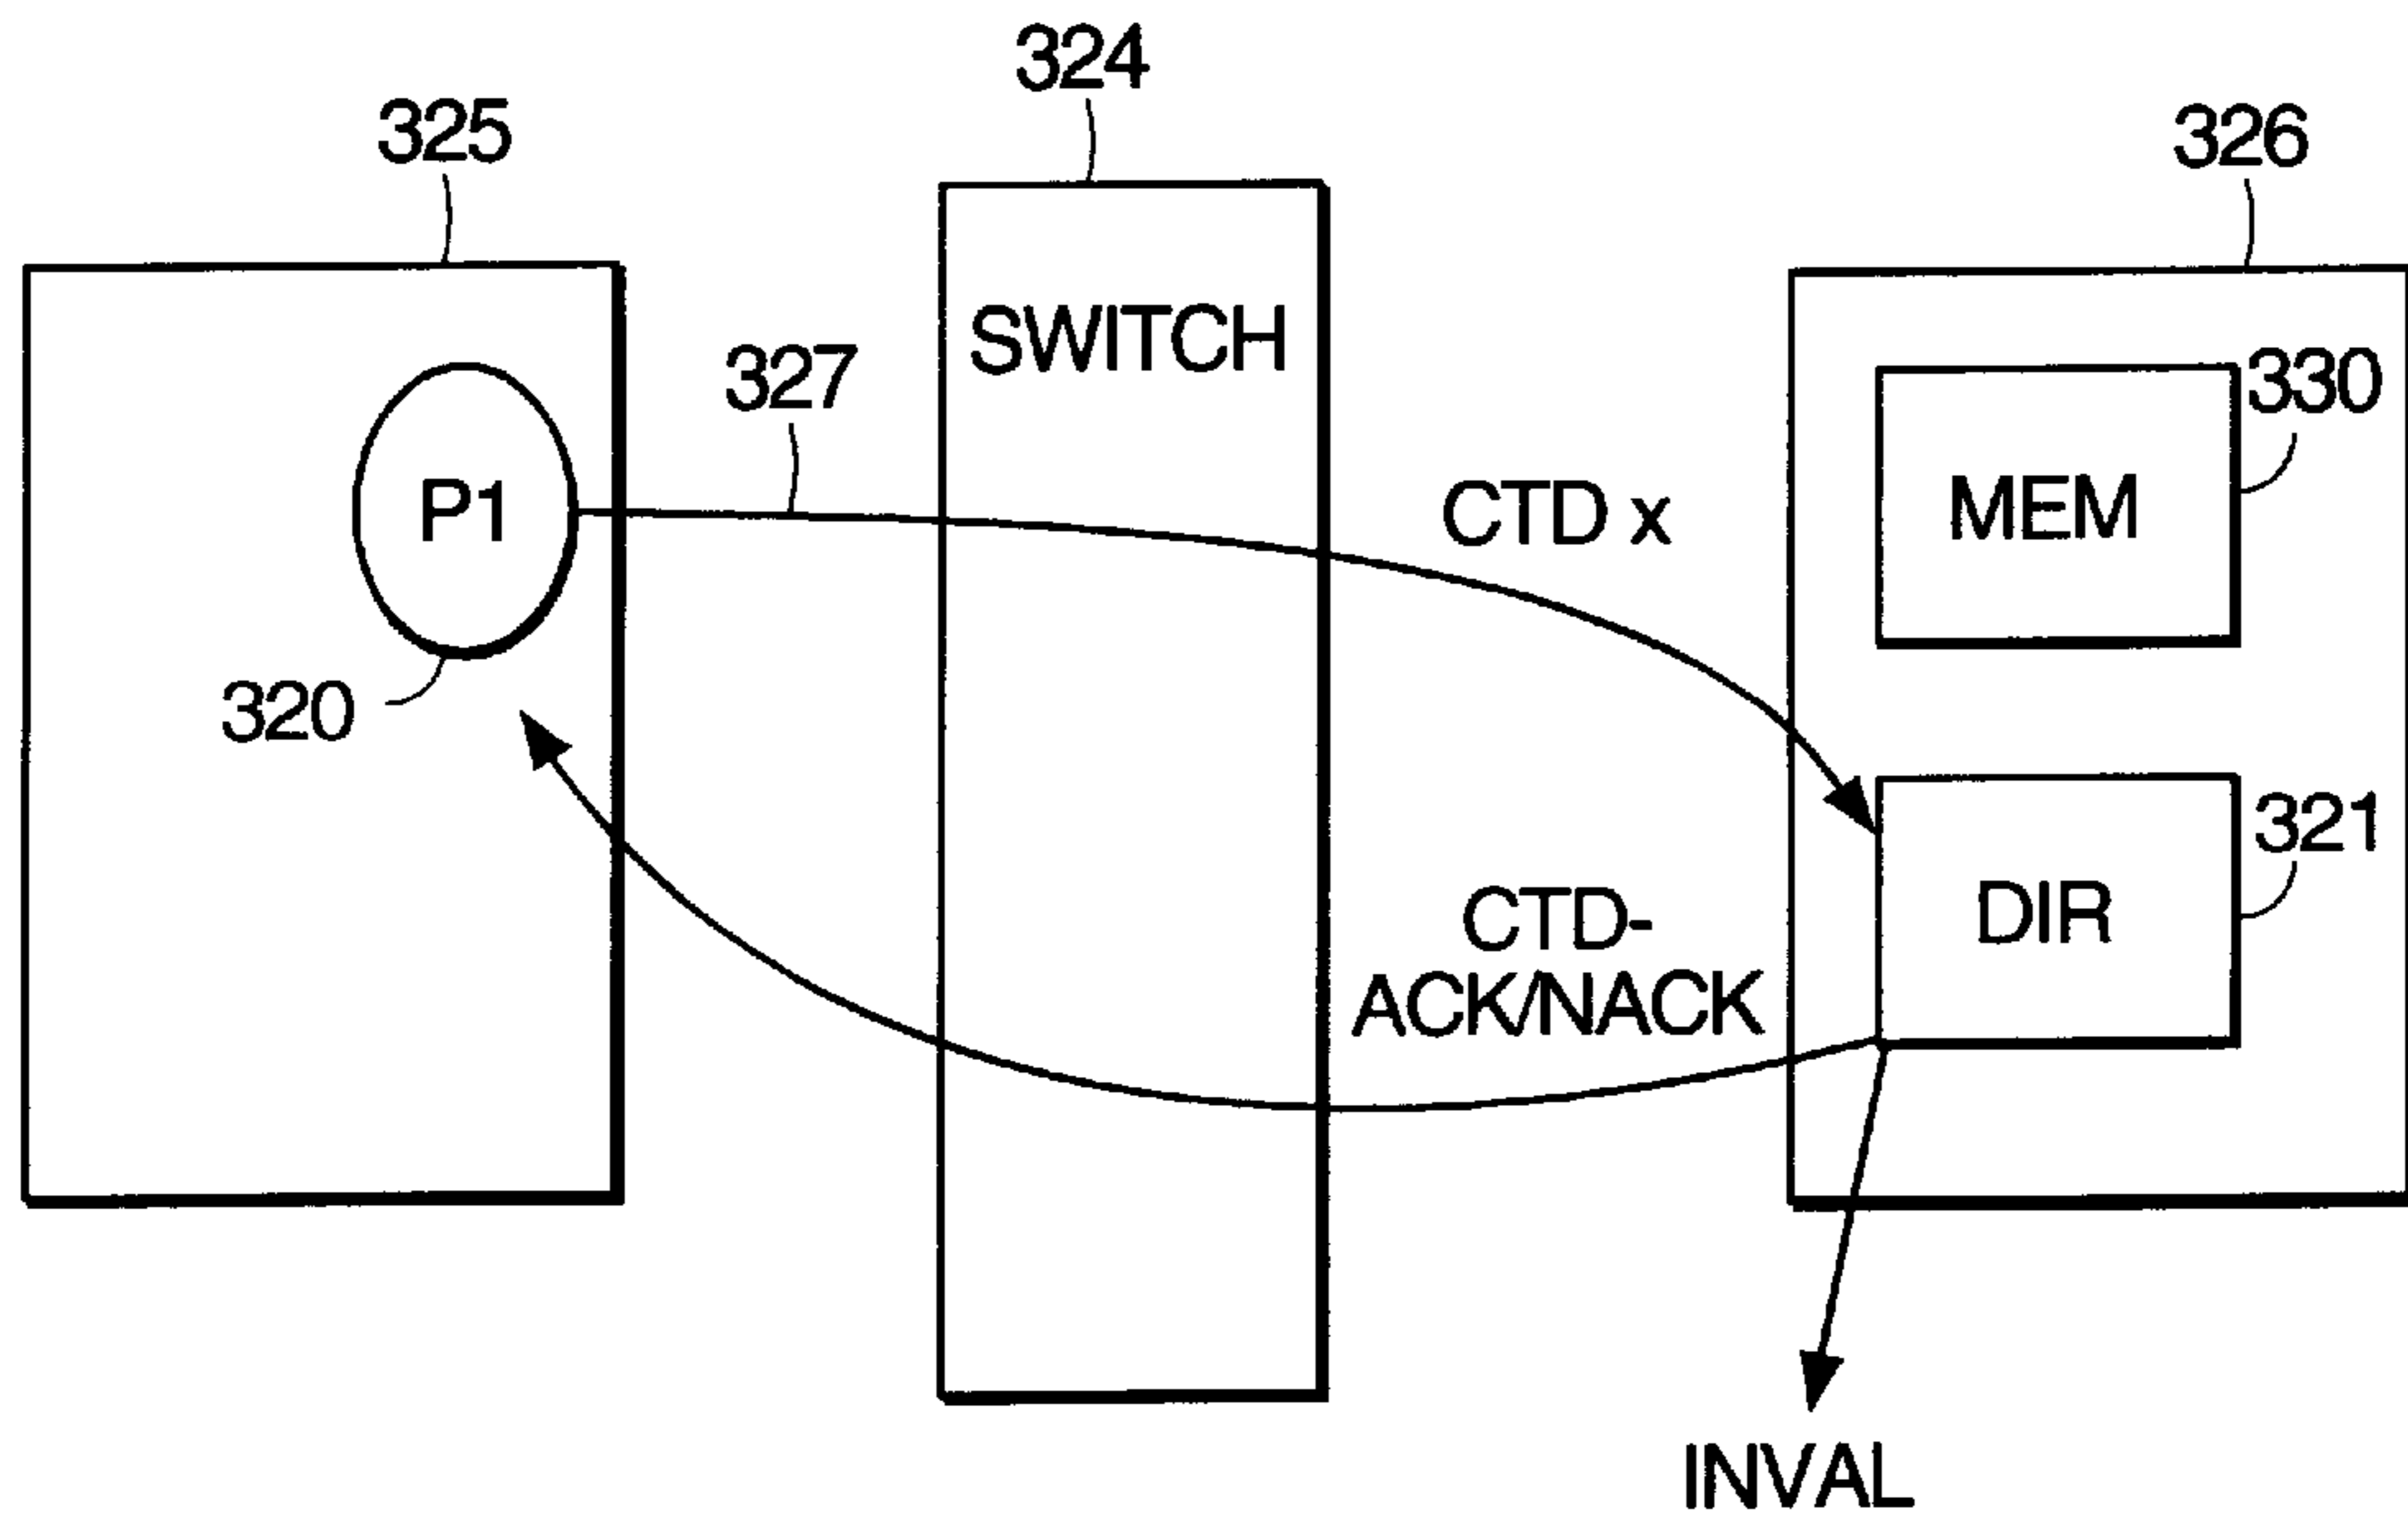 324
325
326
SWITCH
327
330
CTD x
MEM
P1
320
321
CTD-
ACK/NACK
DIR
INVAL